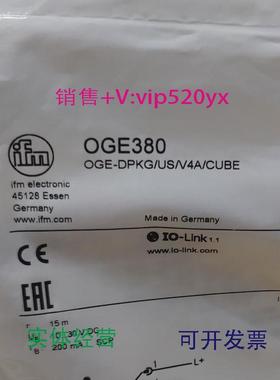 销售+V:vip520yx
ifm
OGE380
OGE-DPKG/US/V4A/CUBE
ifm electronic
45128 Essen
Germany
www.ifm.com
Made in Germany
IO-Link 1.1
www.io-link.com
EAC
15 m
30 V DC
200 mA
实体经营
可开发票
1
L+